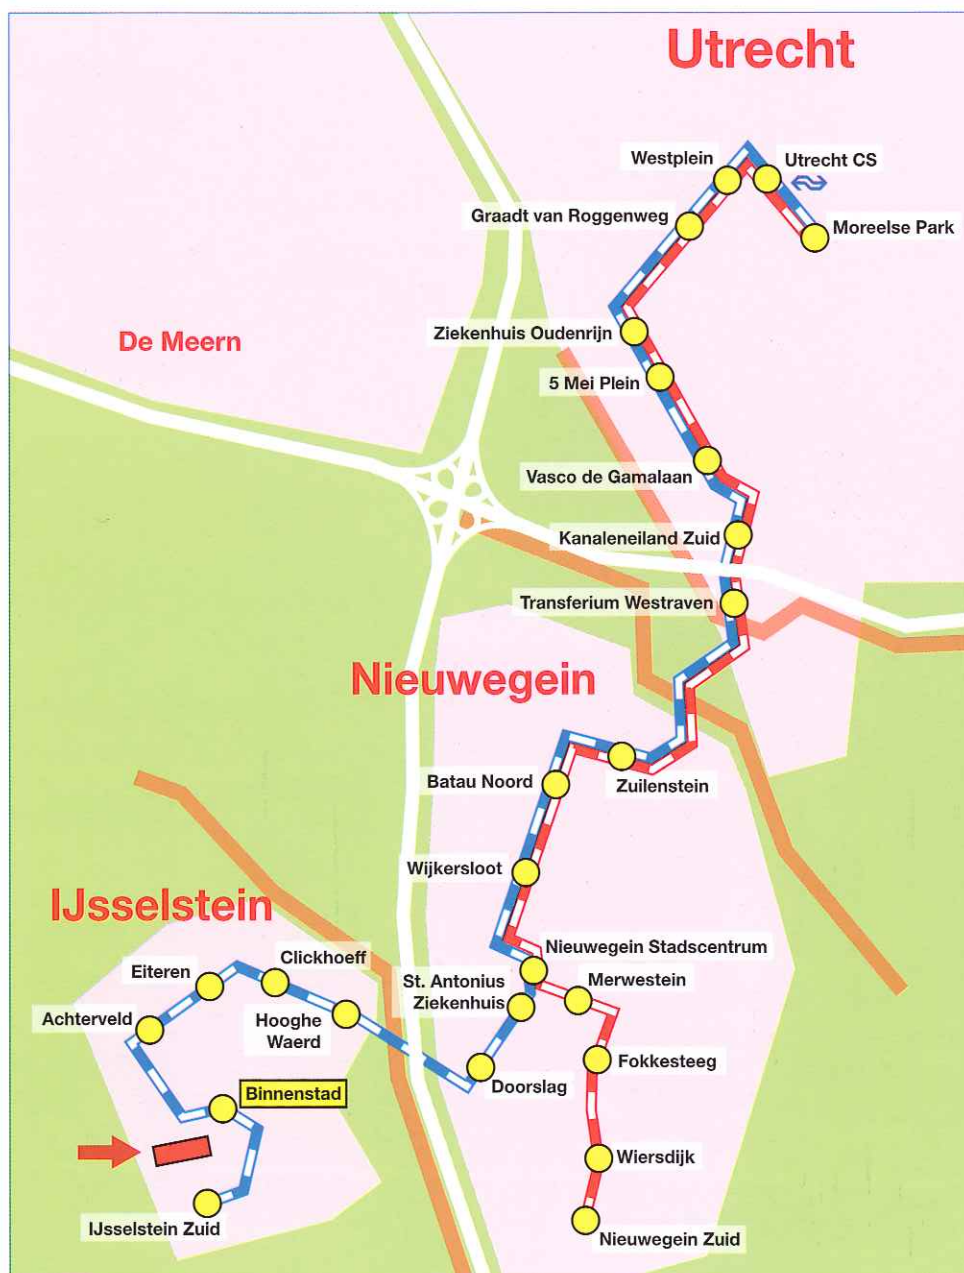 Utrecht
Westplein
Utrecht CS
Graadt van Roggenweg
Moreelse Park
De Meern
Ziekenhuis Oudenrijn
5 Mei Plein
Vasco de Gamalaan
Kanaleneiland Zuid
Transferium Westraven
Nieuwegein
Batau Noord
Zuilenstein
Wijkersloot
IJsselstein
Nieuwegein Stadscentrum
Clickhoeff
Eiteren
St. Antonius
Ziekenhuis
Merwestein
Achterveld
Hooghe
Waerd
Fokkesteeg
Doorslag
Binnenstad
Wiersdijk
IJsselstein Zuid
Nieuwegein Zuid